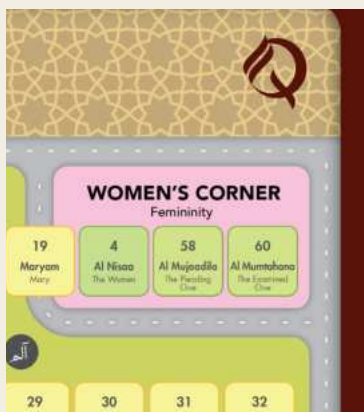 WOMEN'S CORNER
Femininity
19 4 58 60
Maryam Al Nisaa Al Mujaadila Al Mumtahana
Mary The Women The Pleading One The Examined One
الم
29 30 31 32